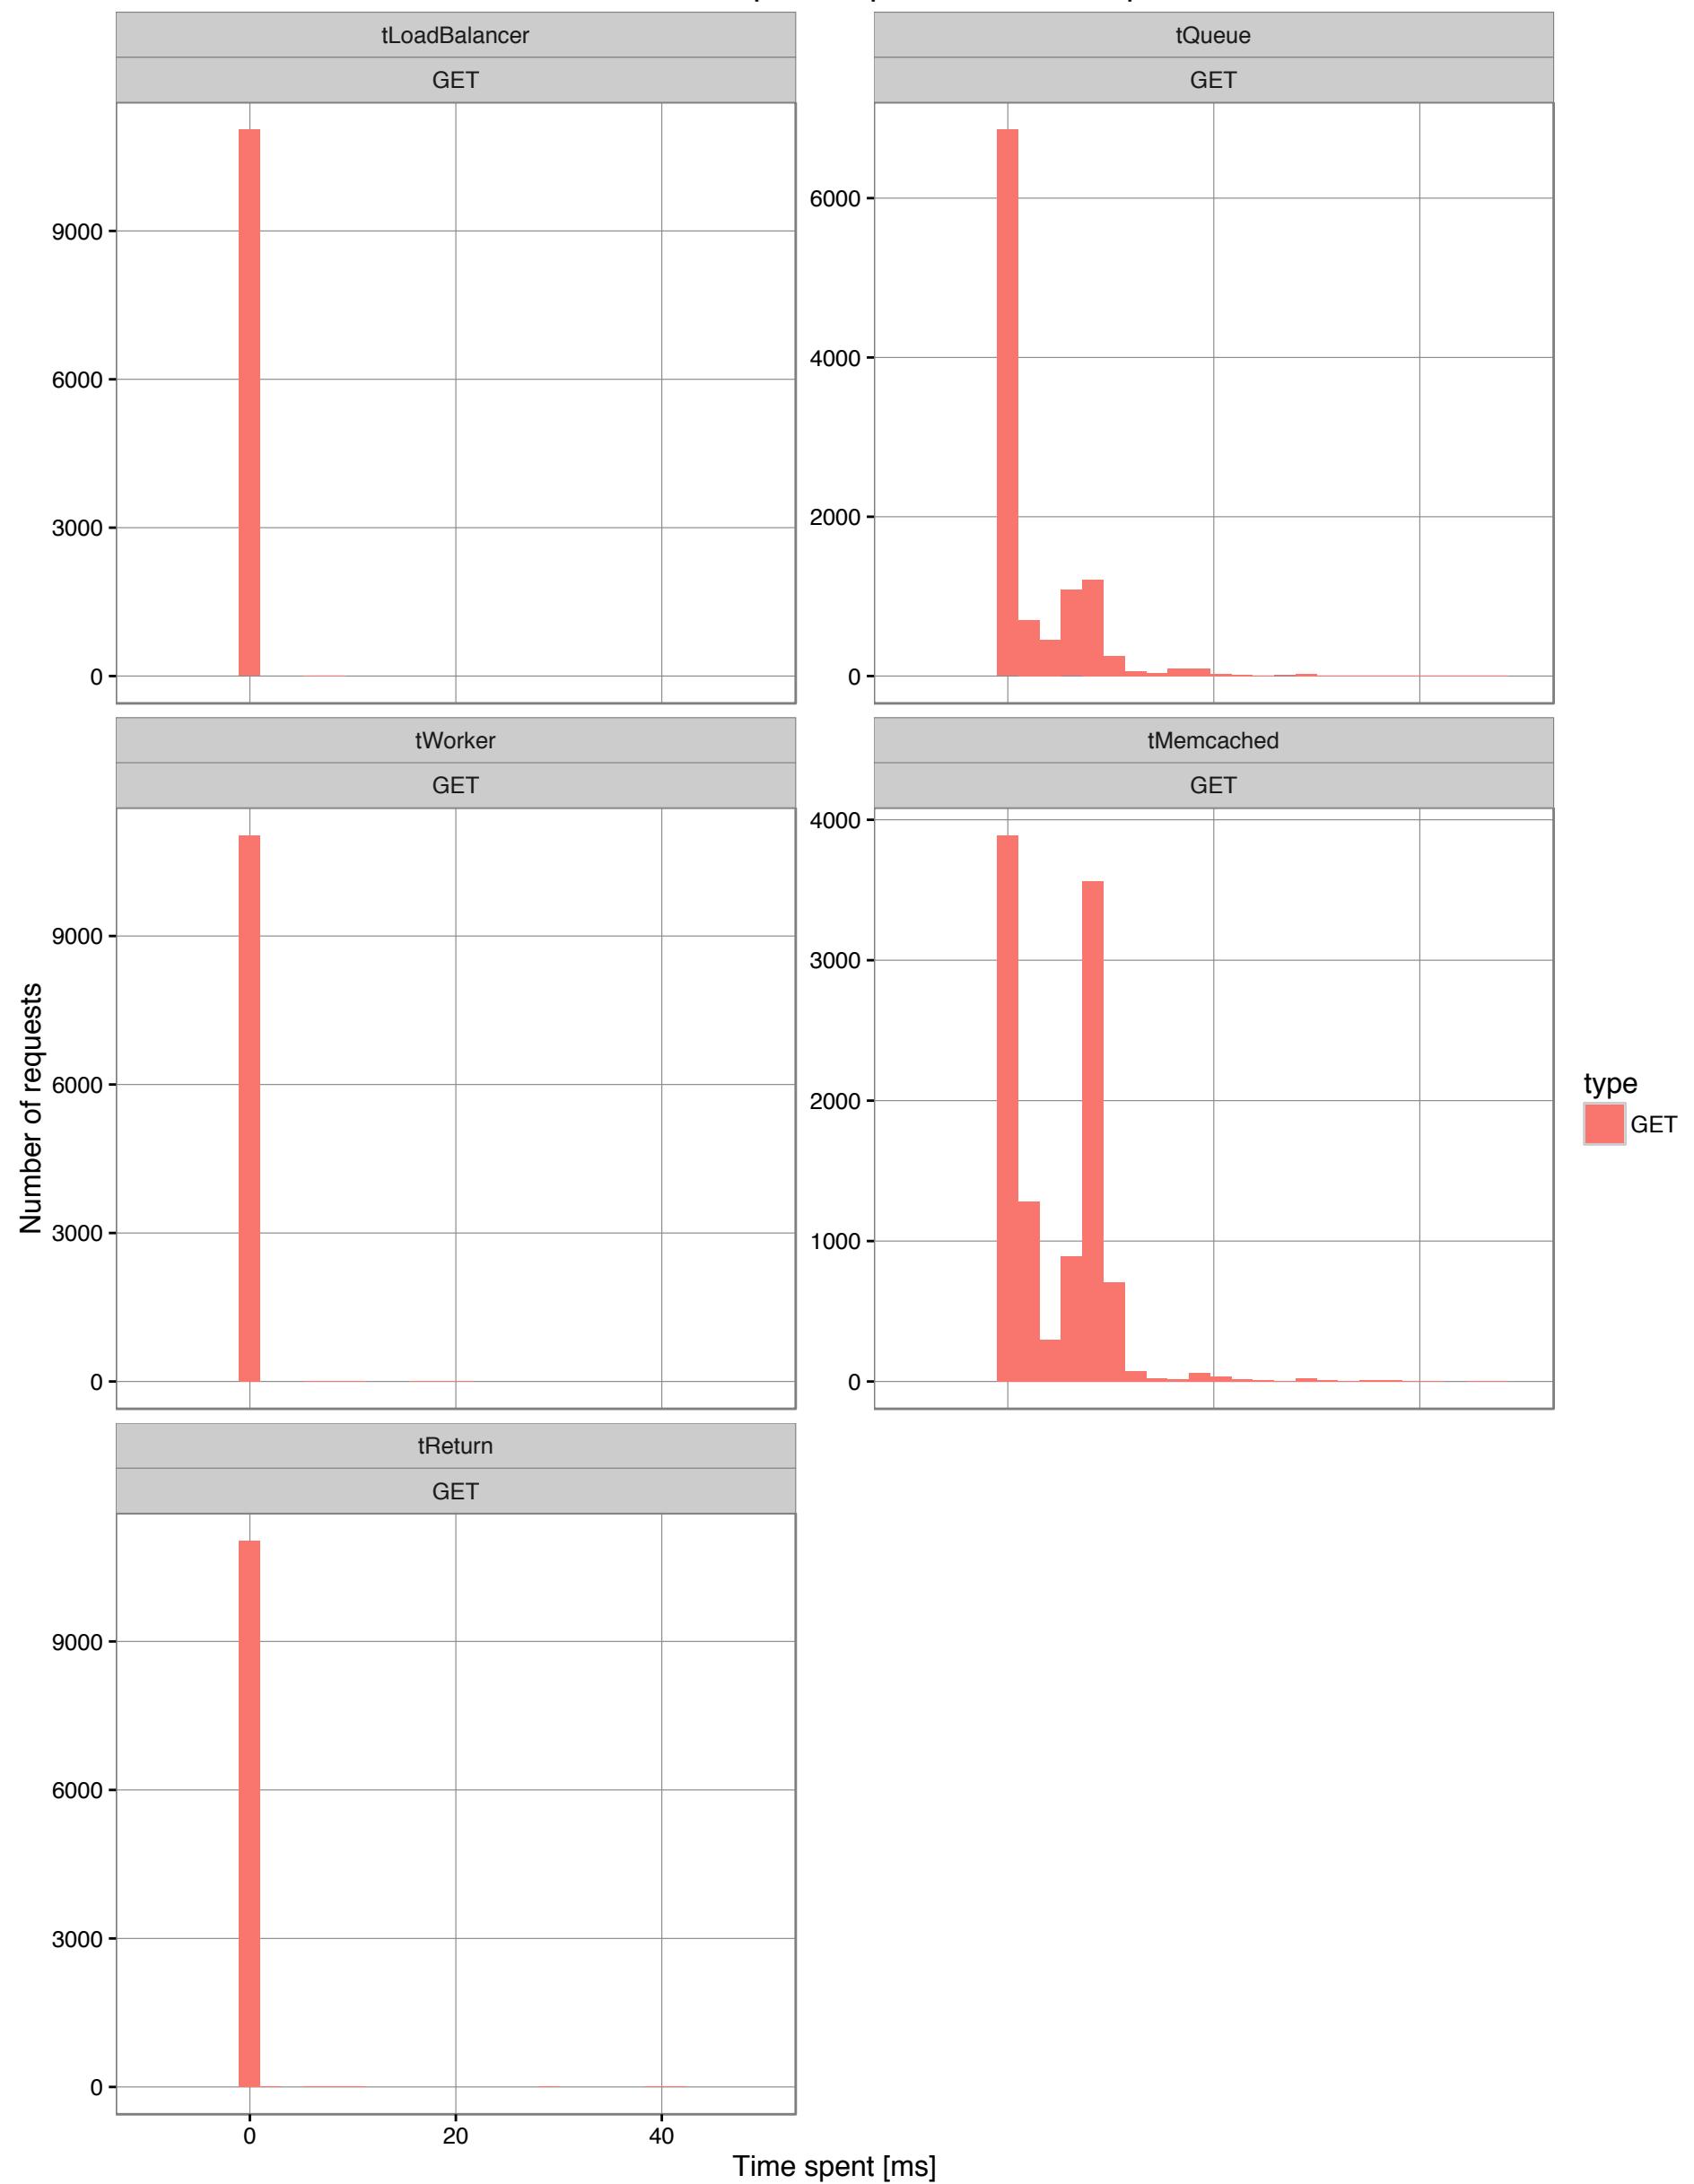 tLoadBalancer
GET
9000
6000
3000
0
tQueue
GET
6000
4000
2000
0
tWorker
GET
9000
6000
3000
0
tMemcached
GET
4000
3000
2000
1000
0
tReturn
GET
9000
6000
3000
0
0 20 40
Number of requests
Time spent [ms]
type
GET